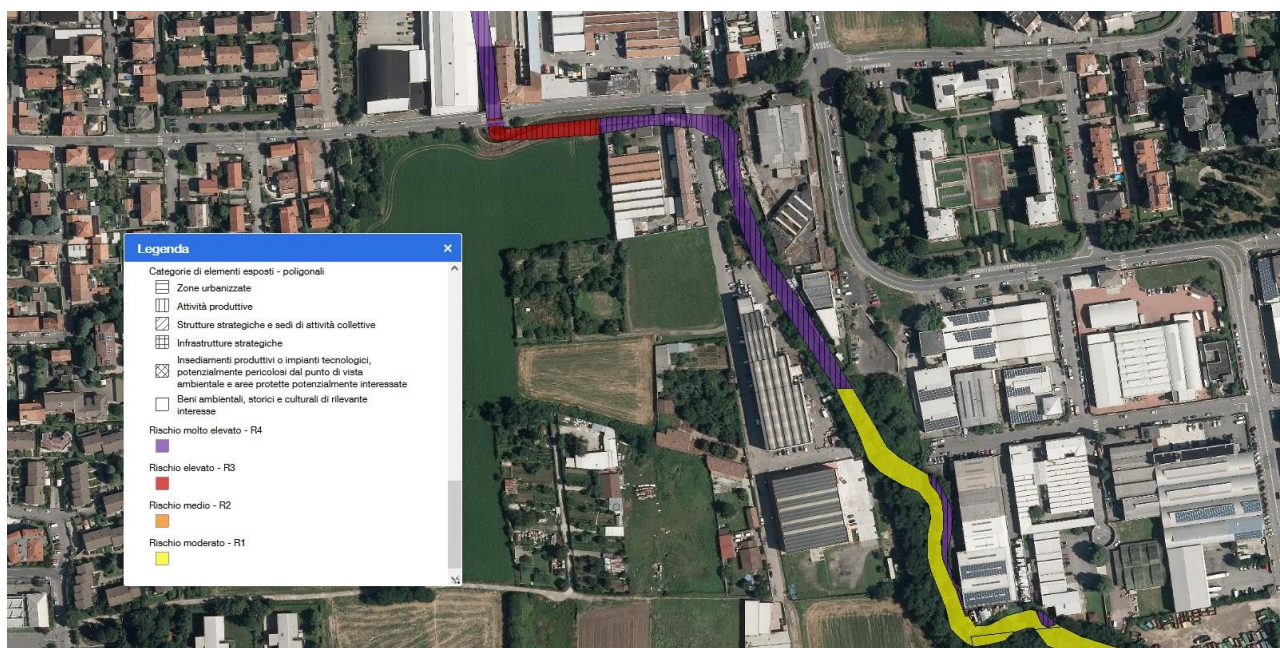 Legenda
×
Categorie di elementi esposti - poligonali
Zone urbanizzate
Attività produttive
Strutture strategiche e sedi di attività collettive
Infrastrutture strategiche
Insediamenti produttivi o impianti tecnologici,
potenzialmente pericolosi dal punto di vista
ambientale e aree protette potenzialmente interessate
Beni ambientali, storici e culturali di rilevante
interesse
Rischio molto elevato - R4
Rischio elevato - R3
Rischio medio - R2
Rischio moderato - R1